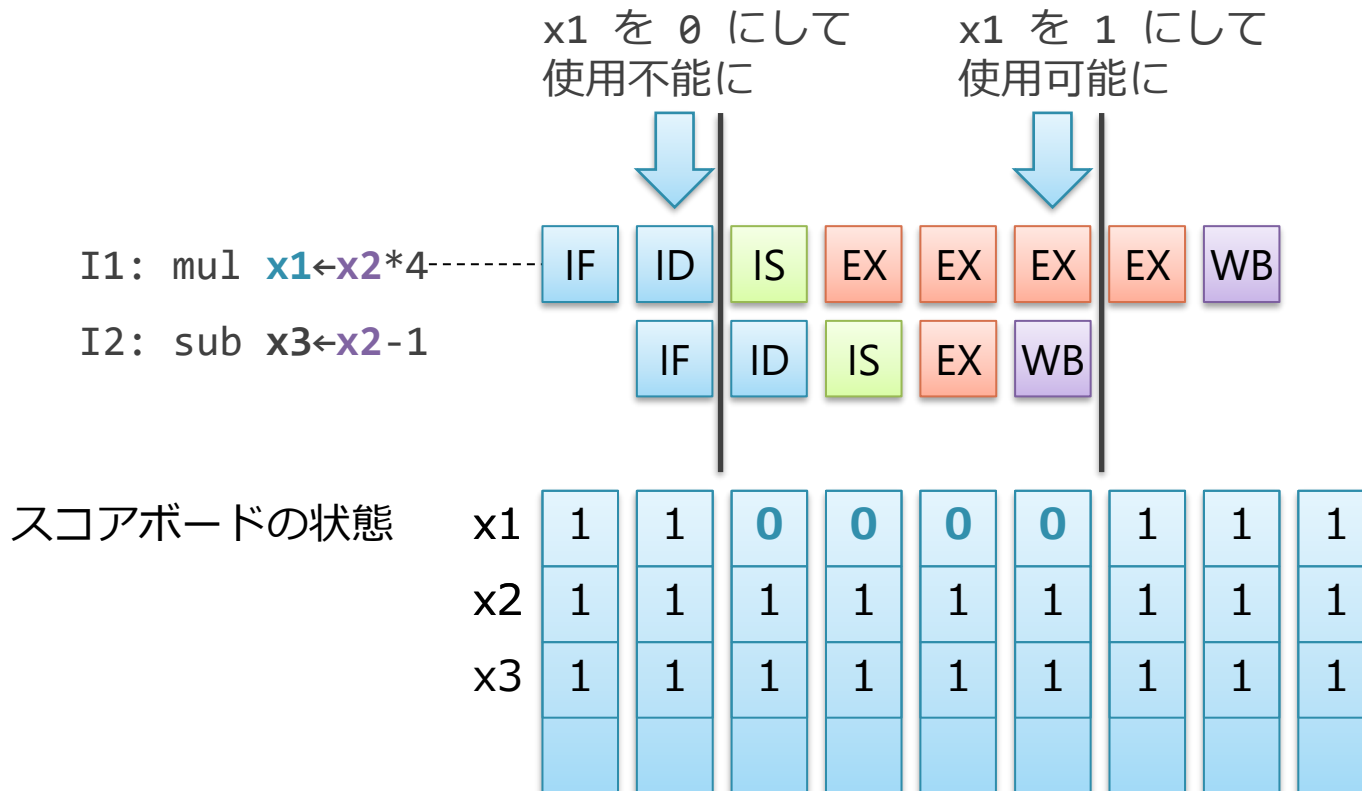 x1 を 0 にして
使用不能に
x1 を 1 にして
使用可能に
I1: mul x1←x2*4
IF ID IS EX EX EX EX WB
I2: sub x3←x2-1
IF ID IS EX WB
スコアボードの状態
x1 1 1 0 0 0 0 1 1 1
x2 1 1 1 1 1 1 1 1 1
x3 1 1 1 1 1 1 1 1 1